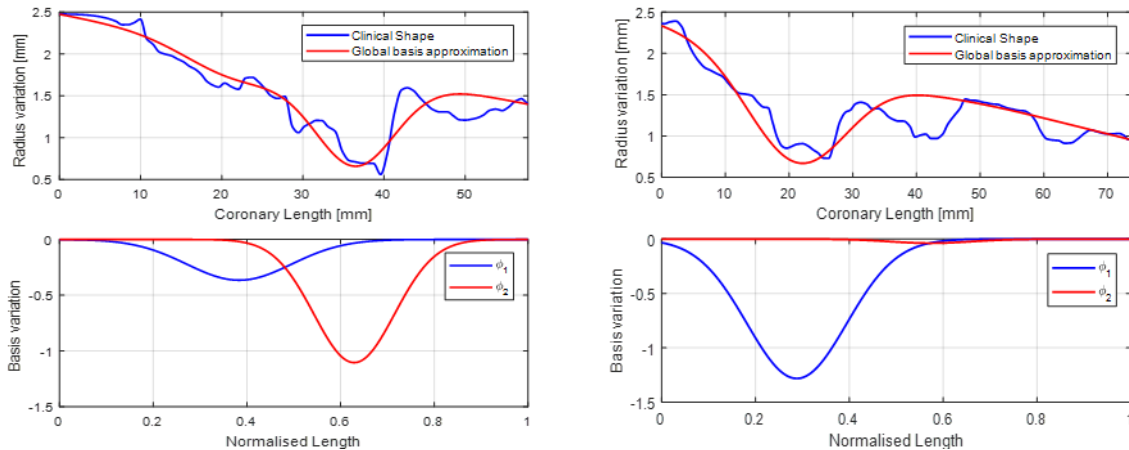 2.5
2
1.5
1
0.5
Radius variation [mm]
Clinical Shape
Global basis approximation
0 10 20 30 40 50
Coronary Length [mm]
2.5
2
1.5
1
0.5
Radius variation [mm]
Clinical Shape
Global basis approximation
0 10 20 30 40 50 60 70
Coronary Length [mm]
0
-0.5
-1
-1.5
Basis variation
ϕ1
ϕ2
0 0.2 0.4 0.6 0.8 1
Normalised Length
0
-0.5
-1
-1.5
Basis variation
ϕ1
ϕ2
0 0.2 0.4 0.6 0.8 1
Normalised Length